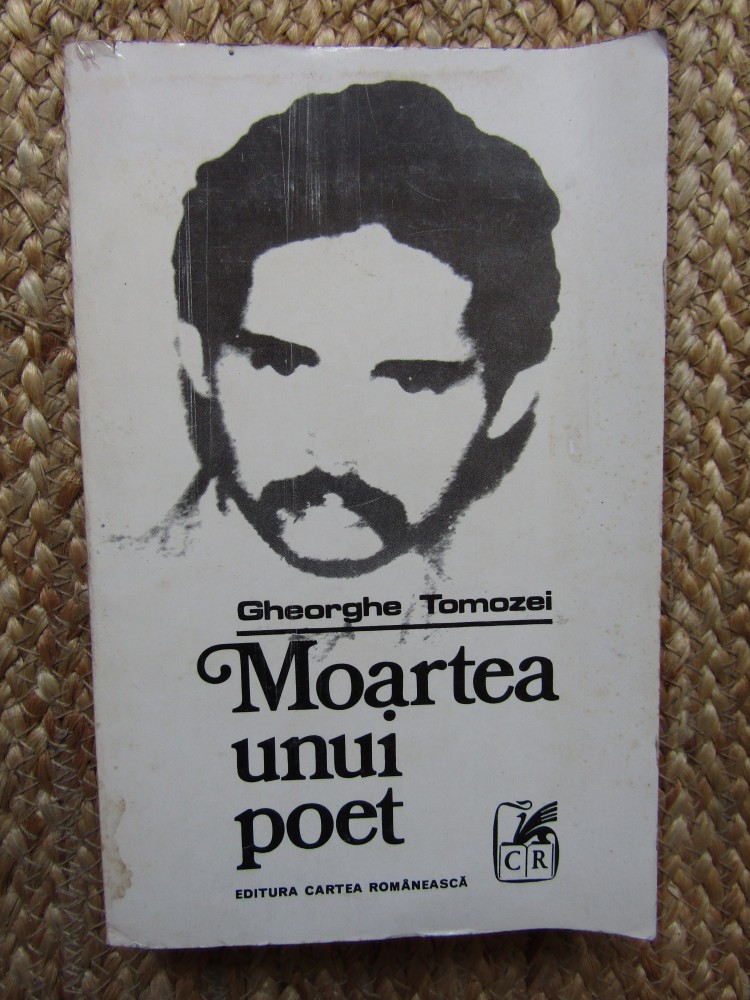 Gheorghe Tomozei
Moartea
unui
poet
EDITURA CARTEA ROMÂNEASCĂ
CR